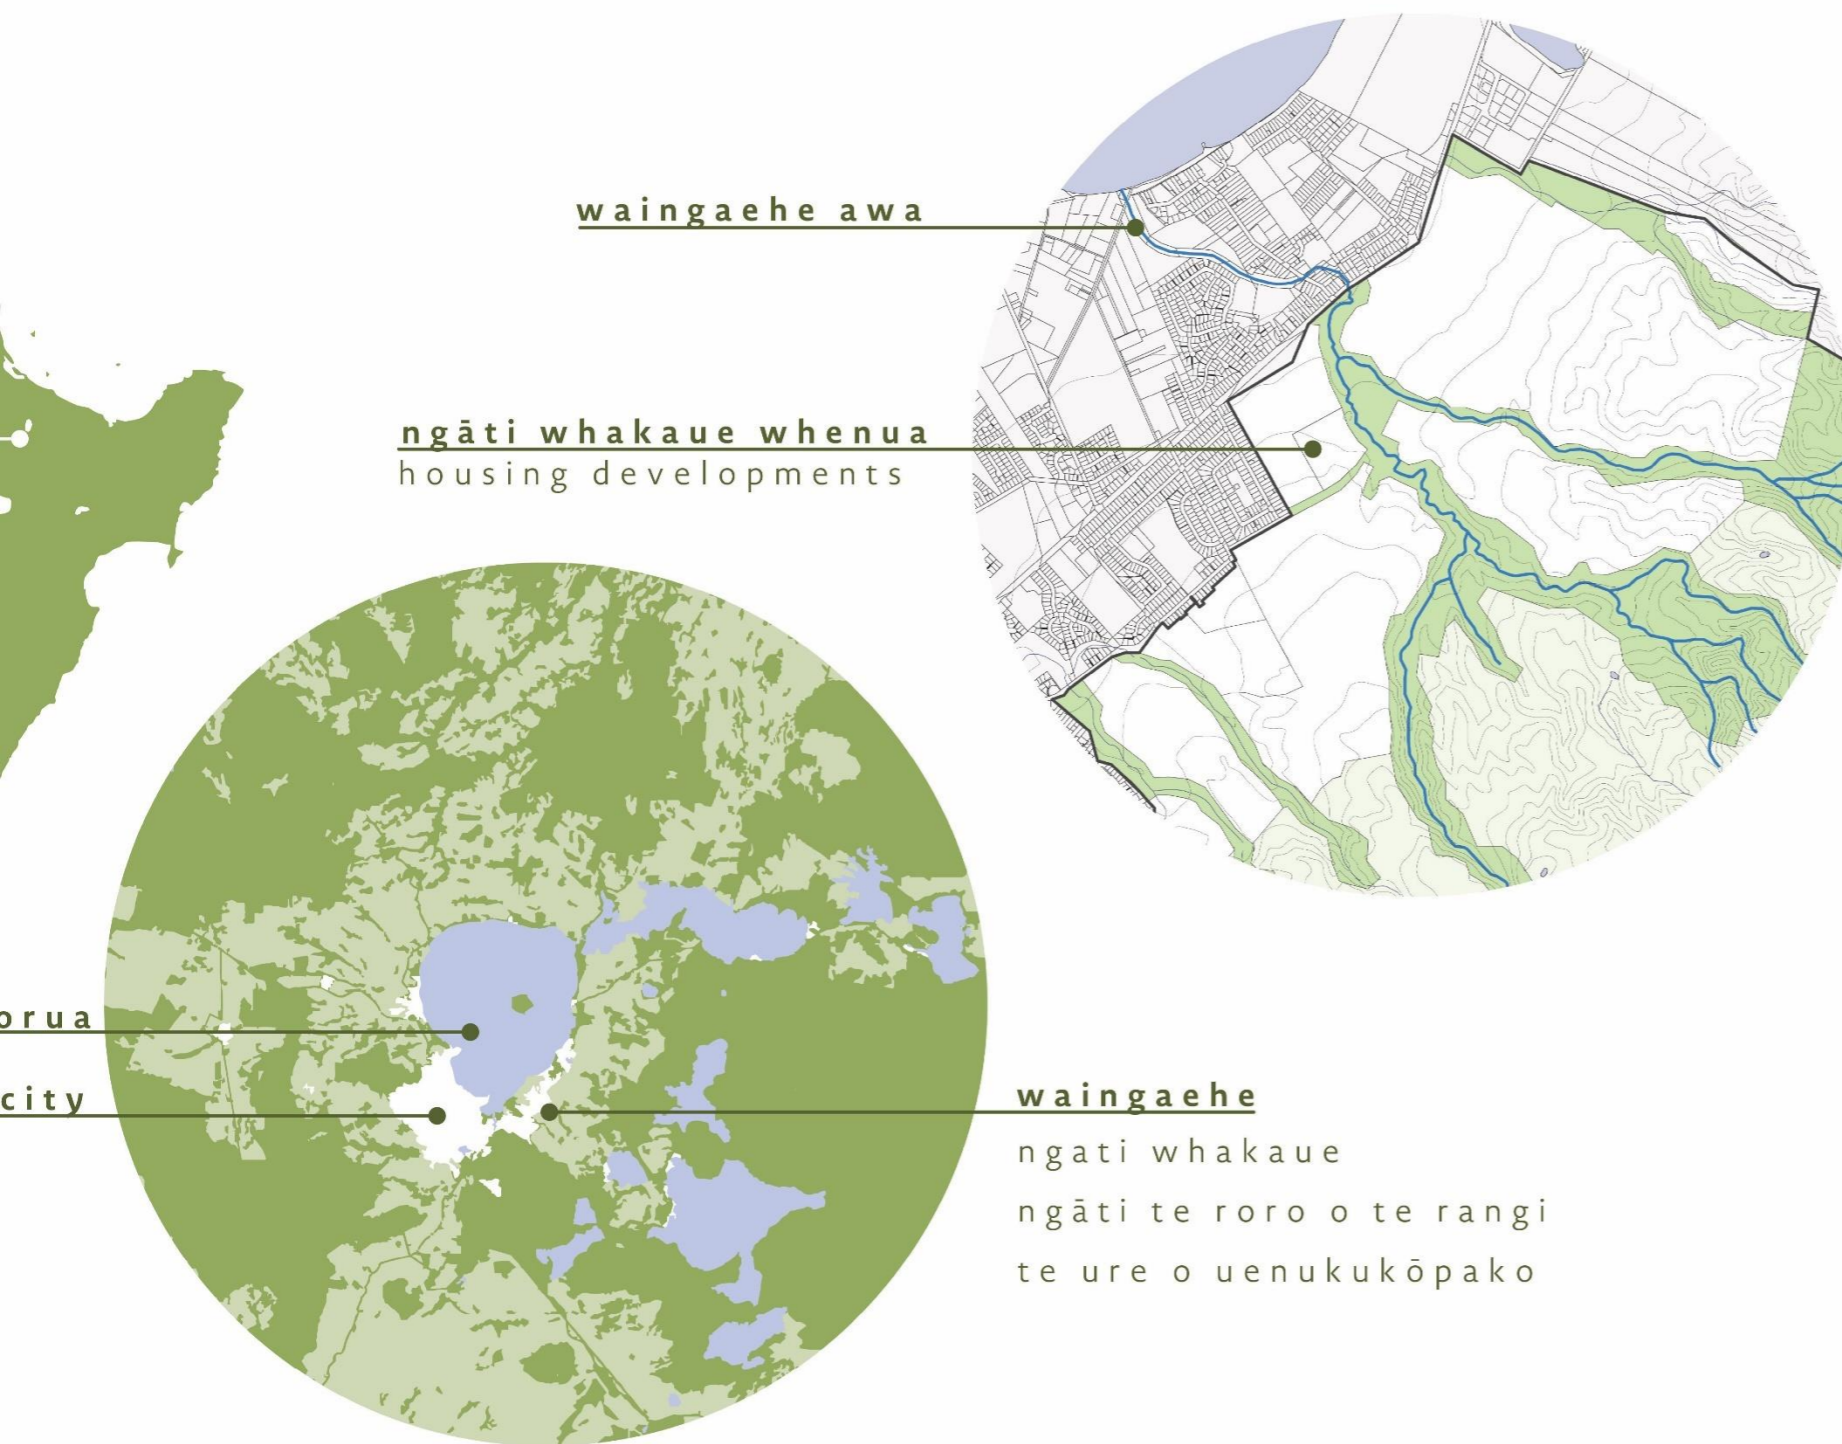 waingaehe awa
ngāti whakaue whenua
housing developments
orua
city
waingaehe
ngati whakaue
ngāti te roro o te rangi
te ure o uenukukōpako